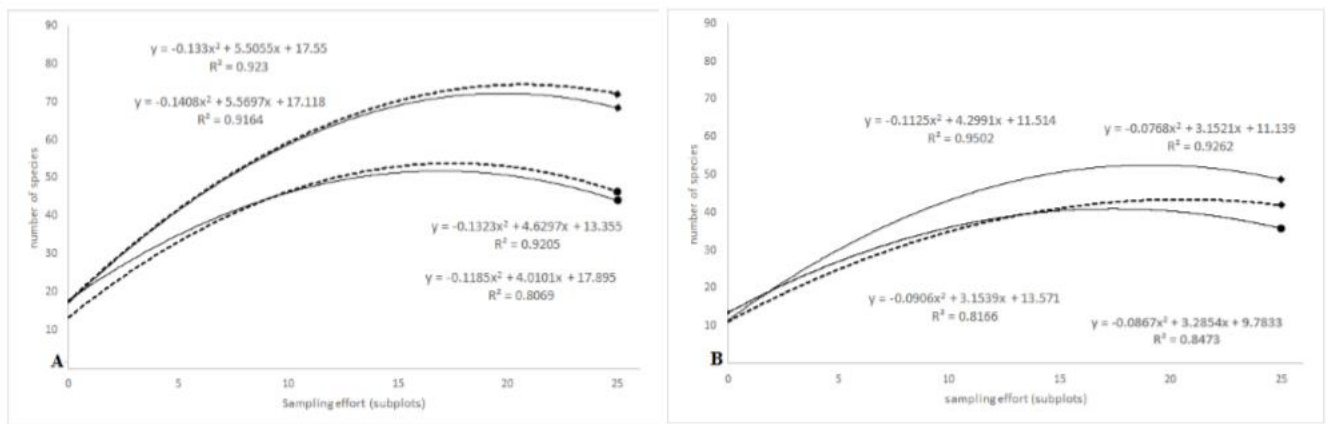 90
80
70
60
50
40
30
20
10
number of species
y = -0.133x² + 5.5055x + 17.55
R² = 0.923
y = -0.1408x² + 5.5697x + 17.118
R² = 0.9164
y = -0.1323x² + 4.6297x + 13.355
R² = 0.9205
y = -0.1185x² + 4.0101x + 17.895
R² = 0.8069
A
0 5 10 15 20 25
Sampling effort (subplots)
90
80
70
60
50
40
30
20
10
number of species
y = -0.1125x² + 4.2991x + 11.514
R² = 0.9502
y = -0.0768x² + 3.1521x + 11.139
R² = 0.9262
y = -0.0906x² + 3.1539x + 13.571
R² = 0.8166
y = -0.0867x² + 3.2854x + 9.7833
R² = 0.8473
B
0 5 10 15 20 25
sampling effort (subplots)